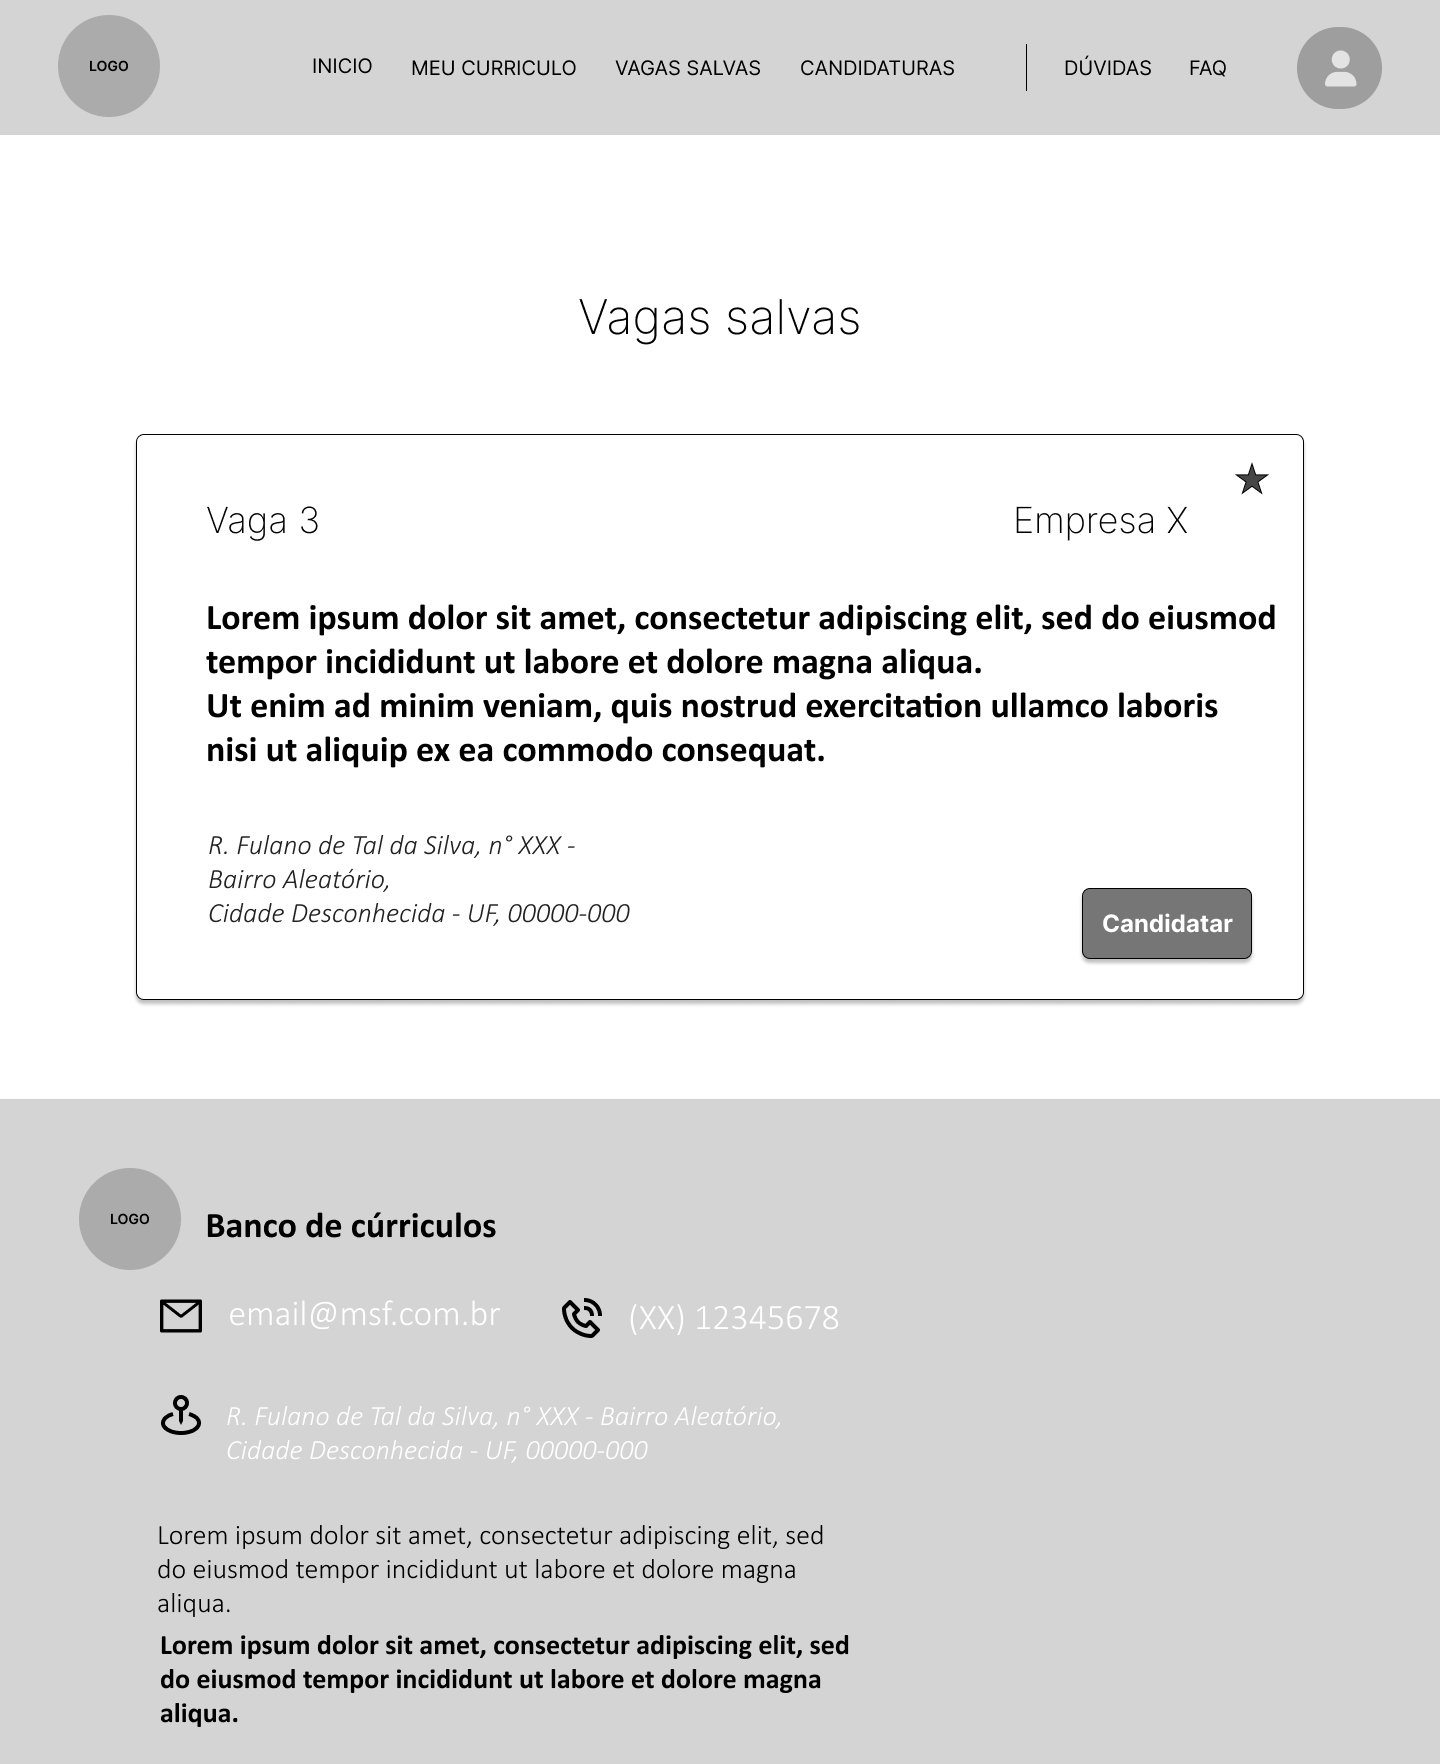 LOGO
INICIO MEU CURRICULO VAGAS SALVAS CANDIDATURAS DÚVIDAS FAQ
Vagas salvas
Vaga 3 Empresa X
Lorem ipsum dolor sit amet, consectetur adipiscing elit, sed do eiusmod
tempor incididunt ut labore et dolore magna aliqua.
Ut enim ad minim veniam, quis nostrud exercitation ullamco laboris
nisi ut aliquip ex ea commodo consequat.
R. Fulano de Tal da Silva, n° XXX -
Bairro Aleatório,
Cidade Desconhecida - UF, 00000-000
Candidatar
LOGO
Banco de cúrriculos
email@msf.com.br (XX) 12345678
R. Fulano de Tal da Silva, n° XXX - Bairro Aleatório,
Cidade Desconhecida - UF, 00000-000
Lorem ipsum dolor sit amet, consectetur adipiscing elit, sed
do eiusmod tempor incididunt ut labore et dolore magna
aliqua.
Lorem ipsum dolor sit amet, consectetur adipiscing elit, sed
do eiusmod tempor incididunt ut labore et dolore magna
aliqua.